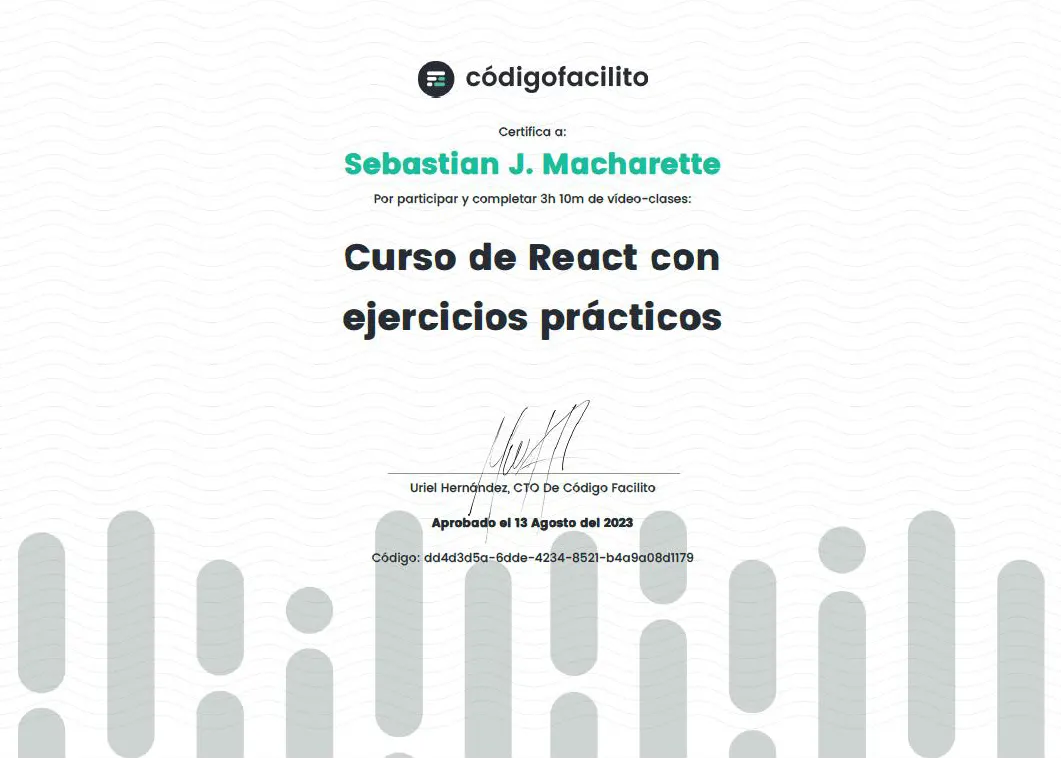 códigofacilito
Certifica a:
Sebastian J. Macharette
Por participar y completar 3h 10m de vídeo-clases:
Curso de React con
ejercicios prácticos
Uriel Hernández, CTO De Código Facilito
Aprobado el 13 Agosto del 2023
Código: dd4d3d5a-6dde-4234-8521-b4a9a08d1179